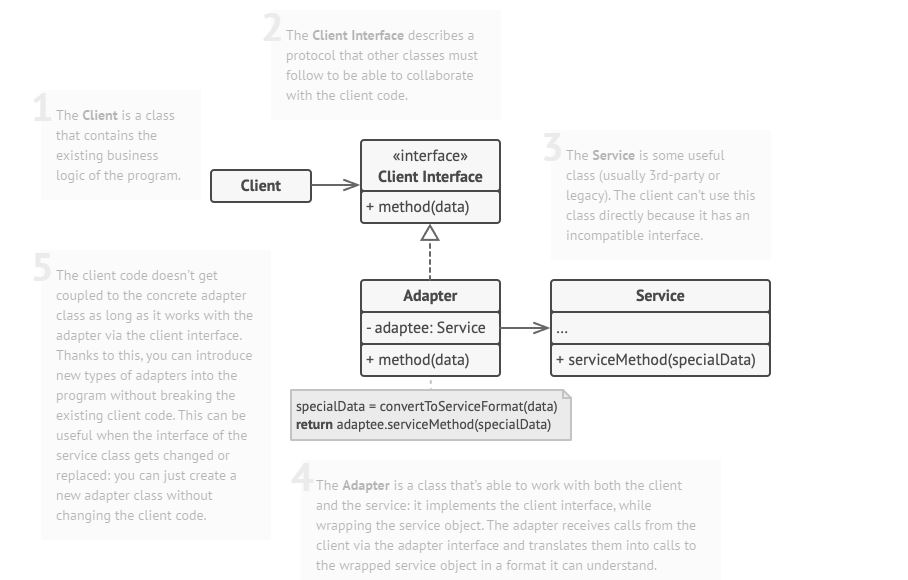 2
The Client Interface describes a
protocol that other classes must
follow to be able to collaborate
with the client code.
1
The Client is a class
that contains the
existing business
logic of the program.
Client
«interface»
Client Interface
+ method(data)
3
The Service is some useful
class (usually 3rd-party or
legacy). The client can't use this
class directly because it has an
incompatible interface.
5
The client code doesn't get
coupled to the concrete adapter
class as long as it works with the
adapter via the client interface.
Thanks to this, you can introduce
new types of adapters into the
program without breaking the
existing client code. This can be
useful when the interface of the
service class gets changed or
replaced: you can just create a
new adapter class without
changing the client code.
Adapter
- adaptee: Service
+ method(data)
Service
...
+ serviceMethod(specialData)
specialData = convertToServiceFormat(data)
return adaptee.serviceMethod(specialData)
4
The Adapter is a class that's able to work with both the client
and the service: it implements the client interface, while
wrapping the service object. The adapter receives calls from the
client via the adapter interface and translates them into calls to
the wrapped service object in a format it can understand.